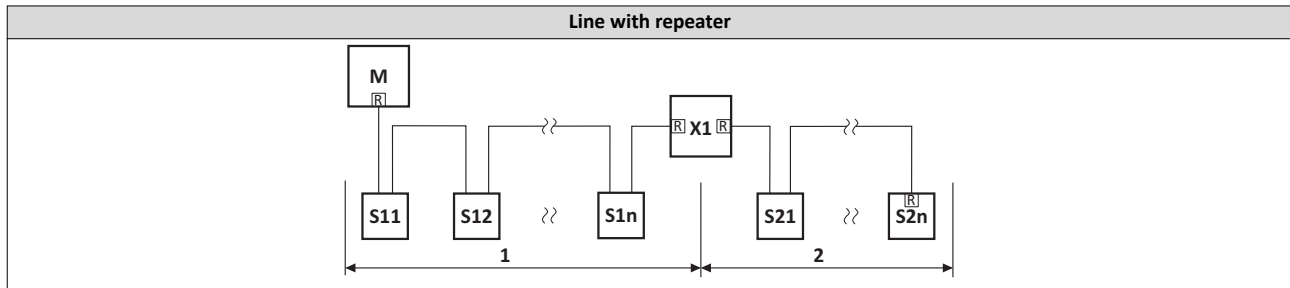 Line with repeater
M
R
R X1 R
S11 S12 S1n S21 S2n
R
1 2